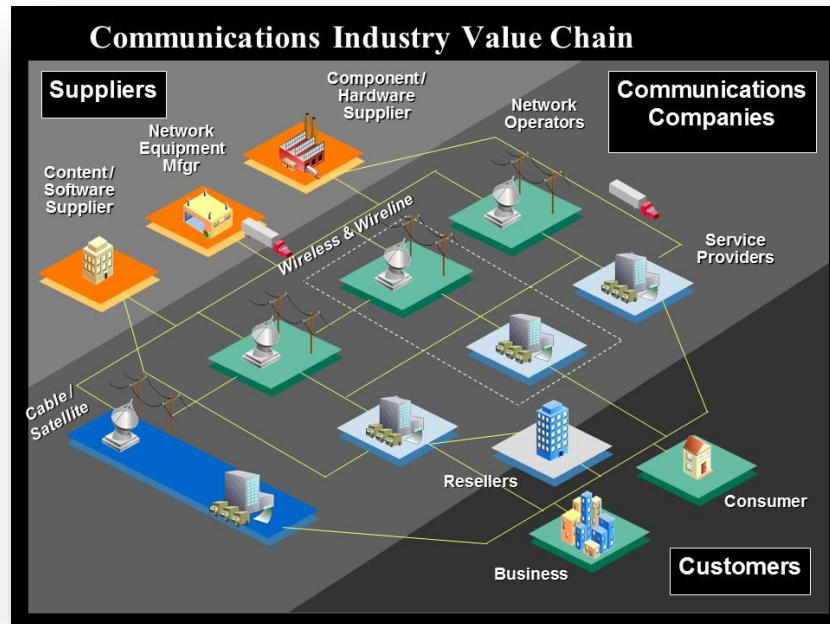 Communications Industry Value Chain
Suppliers
Component /
Hardware
Supplier
Communications
Companies
Network
Operators
Network
Equipment
Mfgr
Content /
Software
Supplier
Wireless & Wireline
Service
Providers
Cable /
Satellite
Resellers
Consumer
Business
Customers